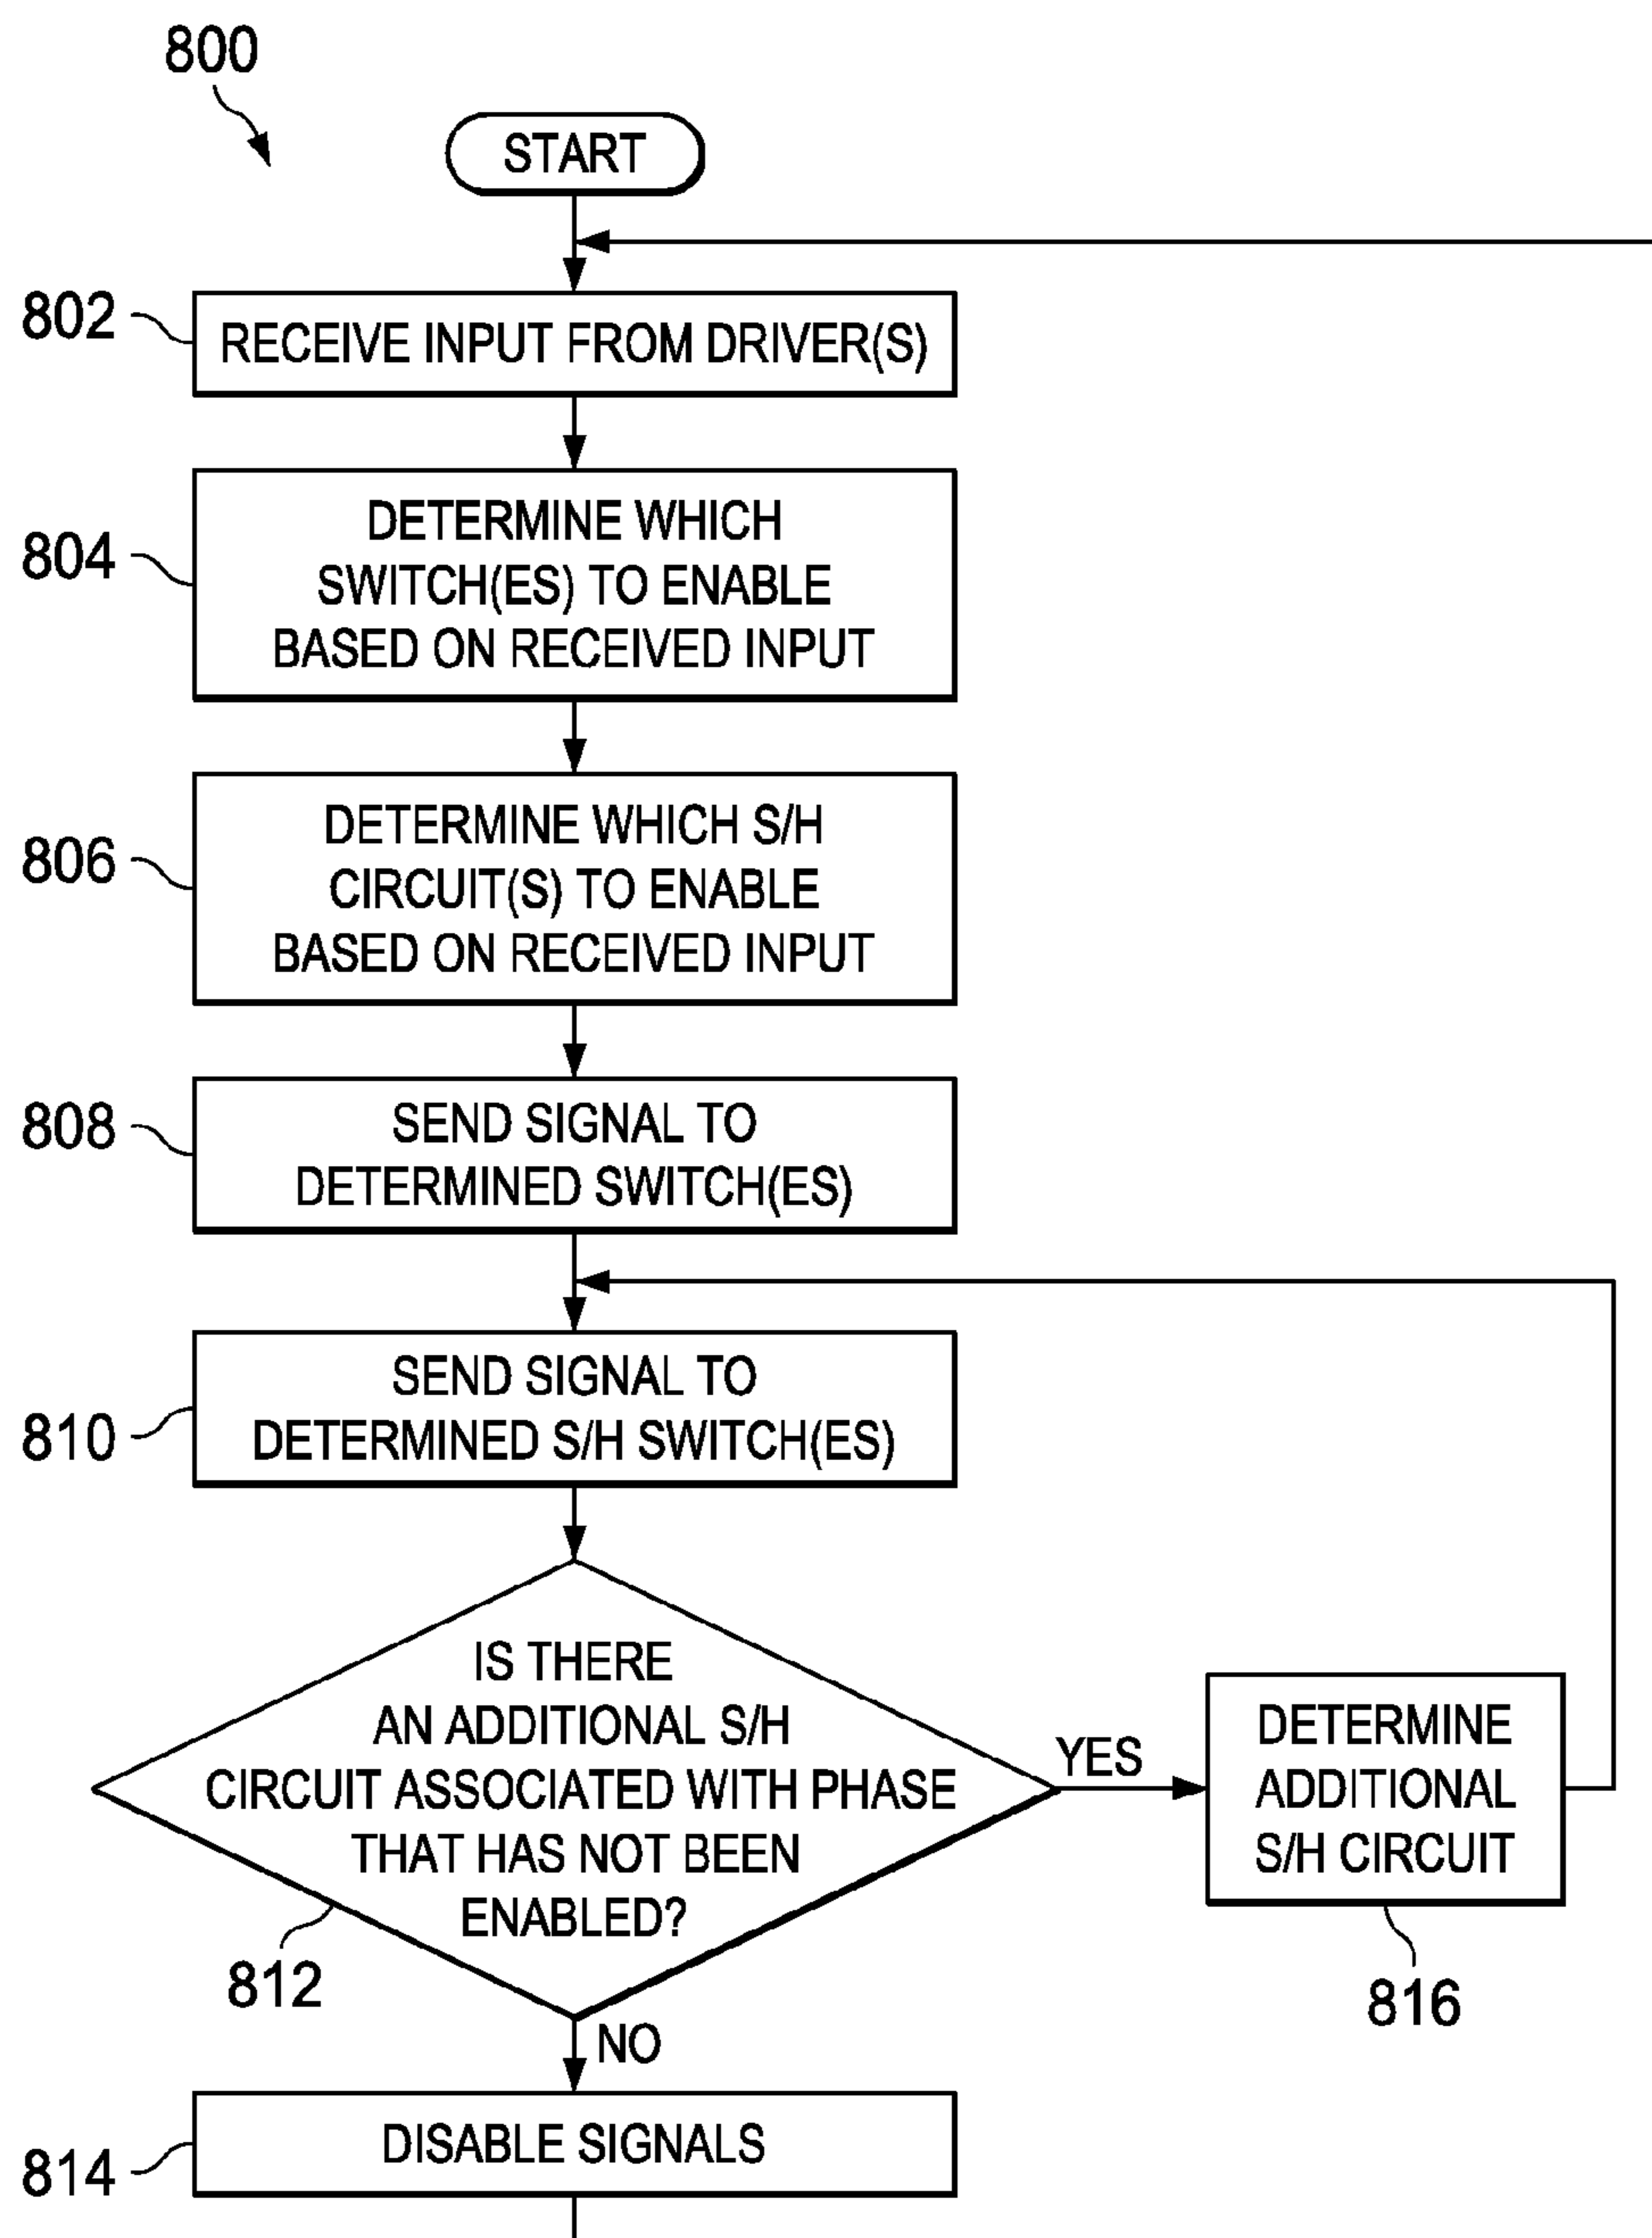 800
START
802
RECEIVE INPUT FROM DRIVER(S)
804
DETERMINE WHICH
SWITCH(ES) TO ENABLE
BASED ON RECEIVED INPUT
806
DETERMINE WHICH S/H
CIRCUIT(S) TO ENABLE
BASED ON RECEIVED INPUT
808
SEND SIGNAL TO
DETERMINED SWITCH(ES)
810
SEND SIGNAL TO
DETERMINED S/H SWITCH(ES)
IS THERE
AN ADDITIONAL S/H
CIRCUIT ASSOCIATED WITH PHASE
THAT HAS NOT BEEN
ENABLED?
812
YES
DETERMINE
ADDITIONAL
S/H CIRCUIT
816
NO
814
DISABLE SIGNALS